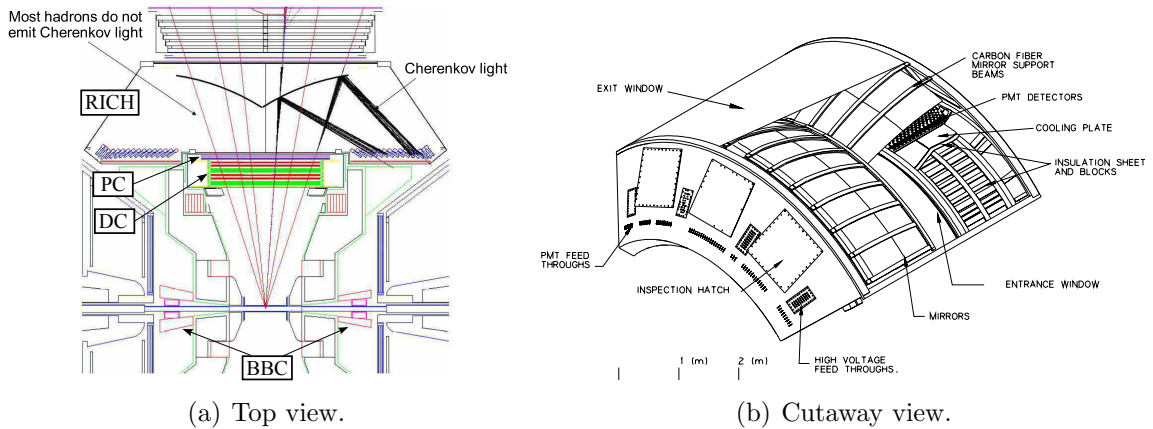 Most hadrons do not
emit Cherenkov light
Cherenkov light
RICH
PC
DC
BBC
(a) Top view.
CARBON FIBER
MIRROR SUPPORT
BEAMS
EXIT WINDOW
PMT DETECTORS
COOLING PLATE
INSULATION SHEET
AND BLOCKS
PMT FEED
THROUGHS
INSPECTION HATCH
ENTRANCE WINDOW
MIRRORS
1 (m)
2 (m)
HIGH VOLTAGE
FEED THROUGHS.
(b) Cutaway view.